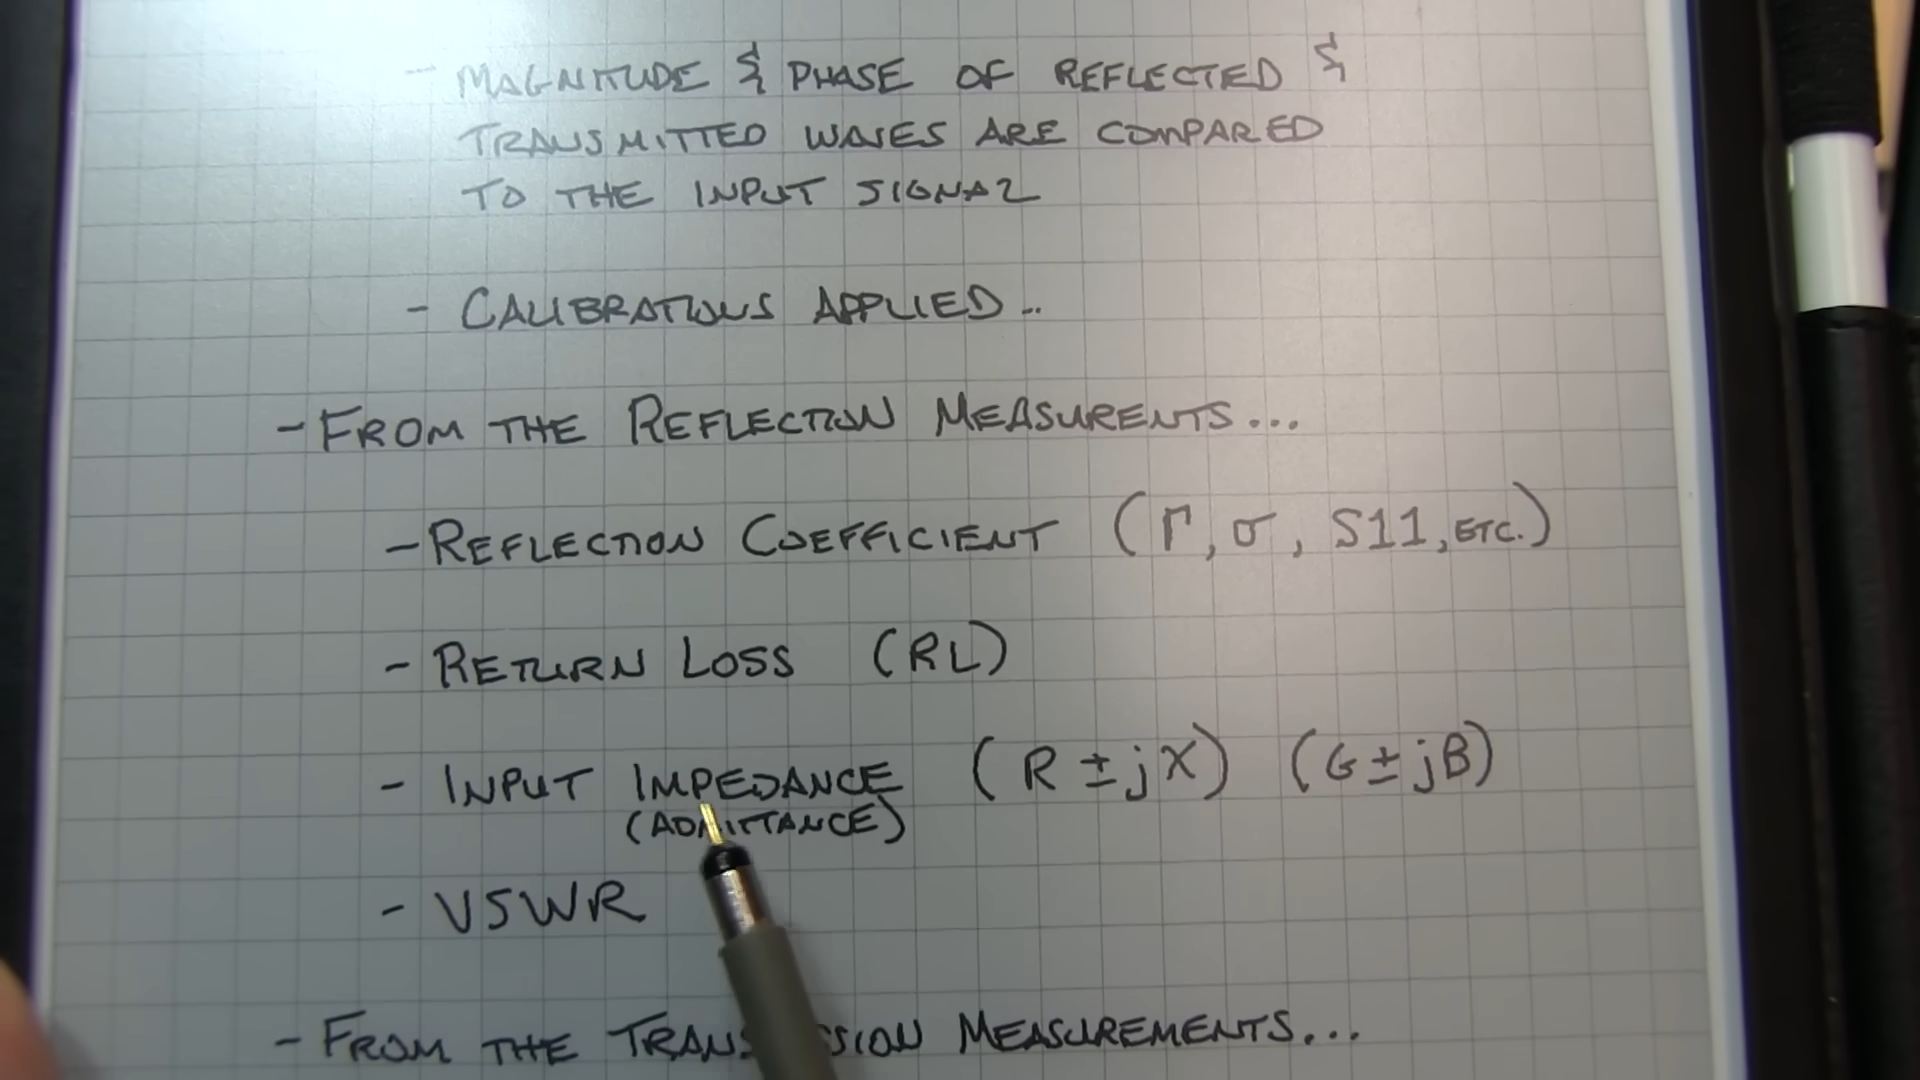 - MAGNITUDE & PHASE OF REFLECTED &
TRANSMITTED WAVES ARE COMPARED
TO THE INPUT SIGNAL
- CALIBRATIONS APPLIED..
- FROM THE REFLECTION MEASURENTS...
- REFLECTION COEFFICIENT (Γ, σ, S11, ETC.)
- RETURN LOSS (RL)
- INPUT IMPEDANCE (R ± jX) (G ± jB)
(ADMITTANCE)
- VSWR
- FROM THE MEASUREMENTS...